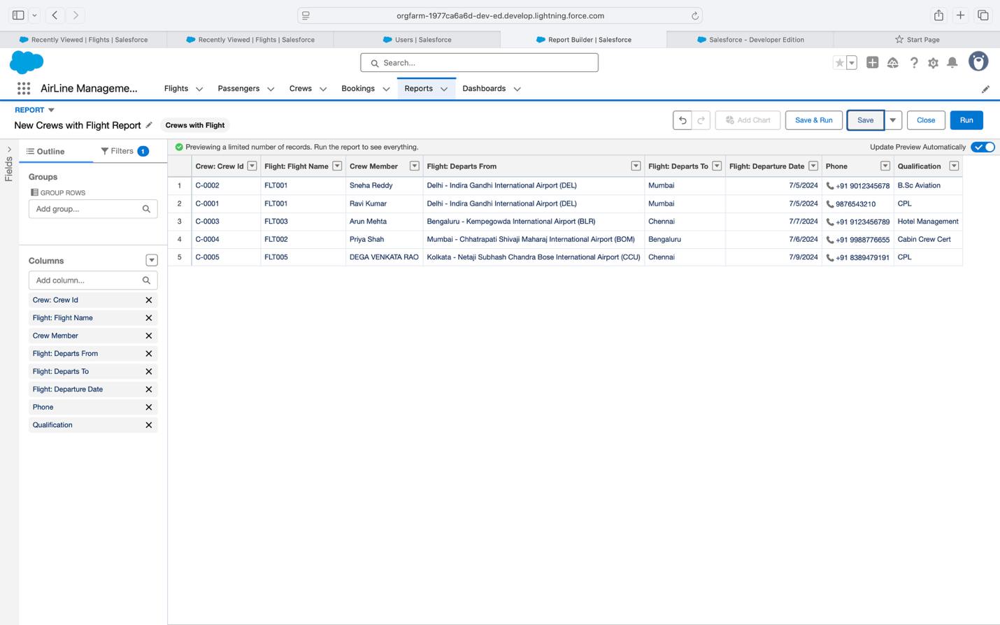 orgfarm-1977ca6a6d-dev-ed.develop.lightning.force.com
Recently Viewed | Flights | Salesforce
Recently Viewed | Flights | Salesforce
Users | Salesforce
Report Builder | Salesforce
Salesforce - Developer Edition
Start Page
Search...
AirLine Manageme...
Flights
Passengers
Crews
Bookings
Reports
Dashboards
REPORT
New Crews with Flight Report
Crews with Flight
Add Chart
Save & Run
Save
Close
Run
Fields
Outline
Filters 1
Previewing a limited number of records. Run the report to see everything.
Update Preview Automatically
Groups
GROUP ROWS
Add group...
Columns
Add column...
Crew: Crew Id
Flight: Flight Name
Crew Member
Flight: Departs From
Flight: Departs To
Flight: Departure Date
Phone
Qualification
Crew: Crew Id Flight: Flight Name Crew Member Flight: Departs From Flight: Departs To Flight: Departure Date Phone Qualification
1 C-0002 FLT001 Sneha Reddy Delhi - Indira Gandhi International Airport (DEL) Mumbai 7/5/2024 +91 9012345678 B.Sc Aviation
2 C-0001 FLT001 Ravi Kumar Delhi - Indira Gandhi International Airport (DEL) Mumbai 7/5/2024 9876543210 CPL
3 C-0003 FLT003 Arun Mehta Bengaluru - Kempegowda International Airport (BLR) Chennai 7/7/2024 +91 9123456789 Hotel Management
4 C-0004 FLT002 Priya Shah Mumbai - Chhatrapati Shivaji Maharaj International Airport (BOM) Bengaluru 7/6/2024 +91 9988776655 Cabin Crew Cert
5 C-0005 FLT005 DEGA VENKATA RAO Kolkata - Netaji Subhash Chandra Bose International Airport (CCU) Chennai 7/9/2024 +91 8389479191 CPL